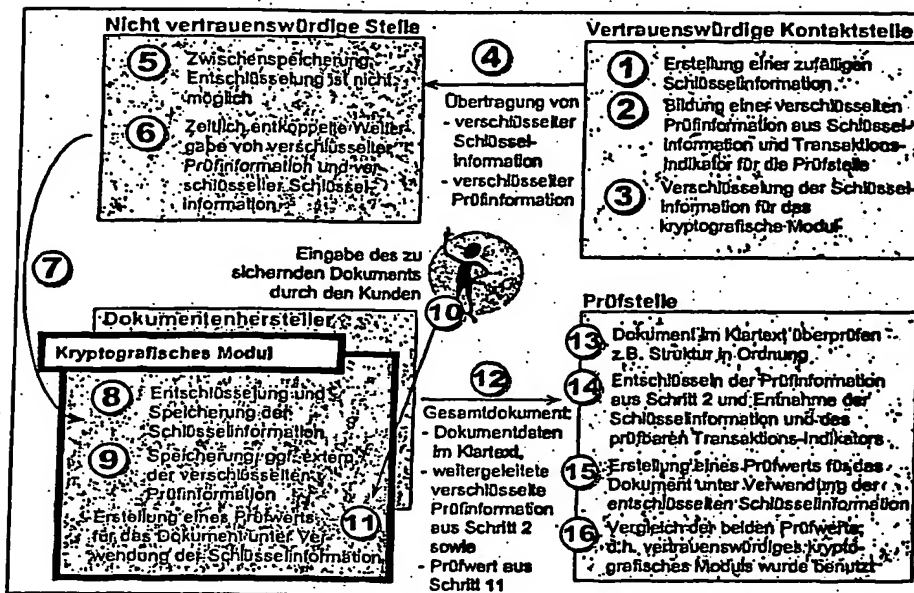 Nicht vertrauenswürdige Stelle
5
Zwischenspeicherung,
Entschlüsselung ist nicht
möglich
6
Zeitlich entkoppelte Weiter-
gabe von verschlüsselter
Prüfinformation und ver-
schlüsselter Schlüssel-
information
4
Übertragung von
- verschlüsselter
Schlüssel-
information
- verschlüsselter
Prüfinformation
Vertrauenswürdige Kontaktstelle
1
Erstellung einer zufälligen
Schlüsselinformation
2
Bildung einer verschlüsselten
Prüfinformation aus Schlüssel-
Information und Transaktions-
Indikator für die Prüfstelle
3
Verschlüsselung der Schlüssel-
Information für das
kryptografische Modul
7
Eingabe des zu
sichernden Dokuments
durch den Kunden
10
Dokumentenhersteller
Kryptografisches Modul
8
Entschlüsselung und
Speicherung der
Schlüsselinformation
9
Speicherung, ggf. extern,
der verschlüsselten
Prüfinformation
11
Erstellung eines Prüfwerts
für das Dokument unter Ver-
wendung der Schlüsselinformation
12
Gesamtdokument:
- Dokumentdaten
im Klartext,
- weitergeleitete
verschlüsselte
Prüfinformation
aus Schritt 2
sowie
- Prüfwert aus
Schritt 11
Prüfstelle
13
Dokument im Klartext überprüfen
z.B. Struktur in Ordnung
14
Entschlüsseln der Prüfinformation
aus Schritt 2 und Entnahme der
Schlüsselinformation und des
prüfbaren Transaktions-Indikators
15
Erstellung eines Prüfwerts für das
Dokument unter Verwendung der
entschlüsselten Schlüsselinformation
16
Vergleich der beiden Prüfwerte
d.h. vertrauenswürdiges krypto-
grafisches Moduls wurde benutzt